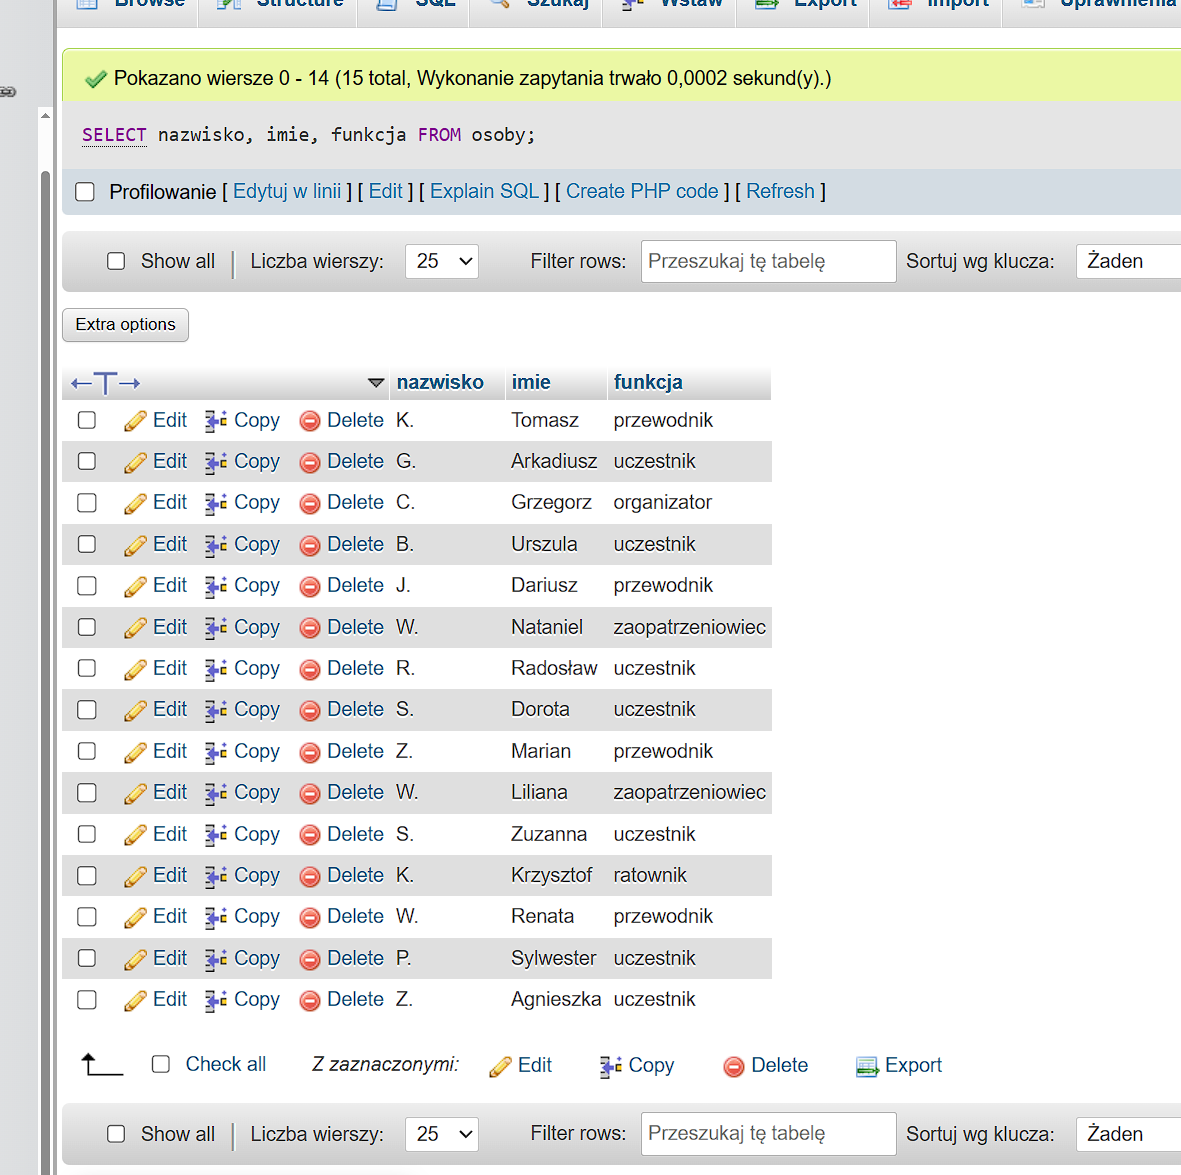 Browse Structure SQL Szukaj Wstaw Export Import Uprawnienia
Pokazano wiersze 0 - 14 (15 total, Wykonanie zapytania trwało 0,0002 sekund(y).)
SELECT nazwisko, imie, funkcja FROM osoby;
Profilowanie [ Edytuj w linii ] [ Edit ] [ Explain SQL ] [ Create PHP code ] [ Refresh ]
Show all Liczba wierszy: 25 Filter rows: Przeszukaj tę tabelę Sortuj wg klucza: Żaden
Extra options
←T→ nazwisko imie funkcja
Edit Copy Delete K. Tomasz przewodnik
Edit Copy Delete G. Arkadiusz uczestnik
Edit Copy Delete C. Grzegorz organizator
Edit Copy Delete B. Urszula uczestnik
Edit Copy Delete J. Dariusz przewodnik
Edit Copy Delete W. Nataniel zaopatrzeniowiec
Edit Copy Delete R. Radosław uczestnik
Edit Copy Delete S. Dorota uczestnik
Edit Copy Delete Z. Marian przewodnik
Edit Copy Delete W. Liliana zaopatrzeniowiec
Edit Copy Delete S. Zuzanna uczestnik
Edit Copy Delete K. Krzysztof ratownik
Edit Copy Delete W. Renata przewodnik
Edit Copy Delete P. Sylwester uczestnik
Edit Copy Delete Z. Agnieszka uczestnik
Check all Z zaznaczonymi: Edit Copy Delete Export
Show all Liczba wierszy: 25 Filter rows: Przeszukaj tę tabelę Sortuj wg klucza: Żaden